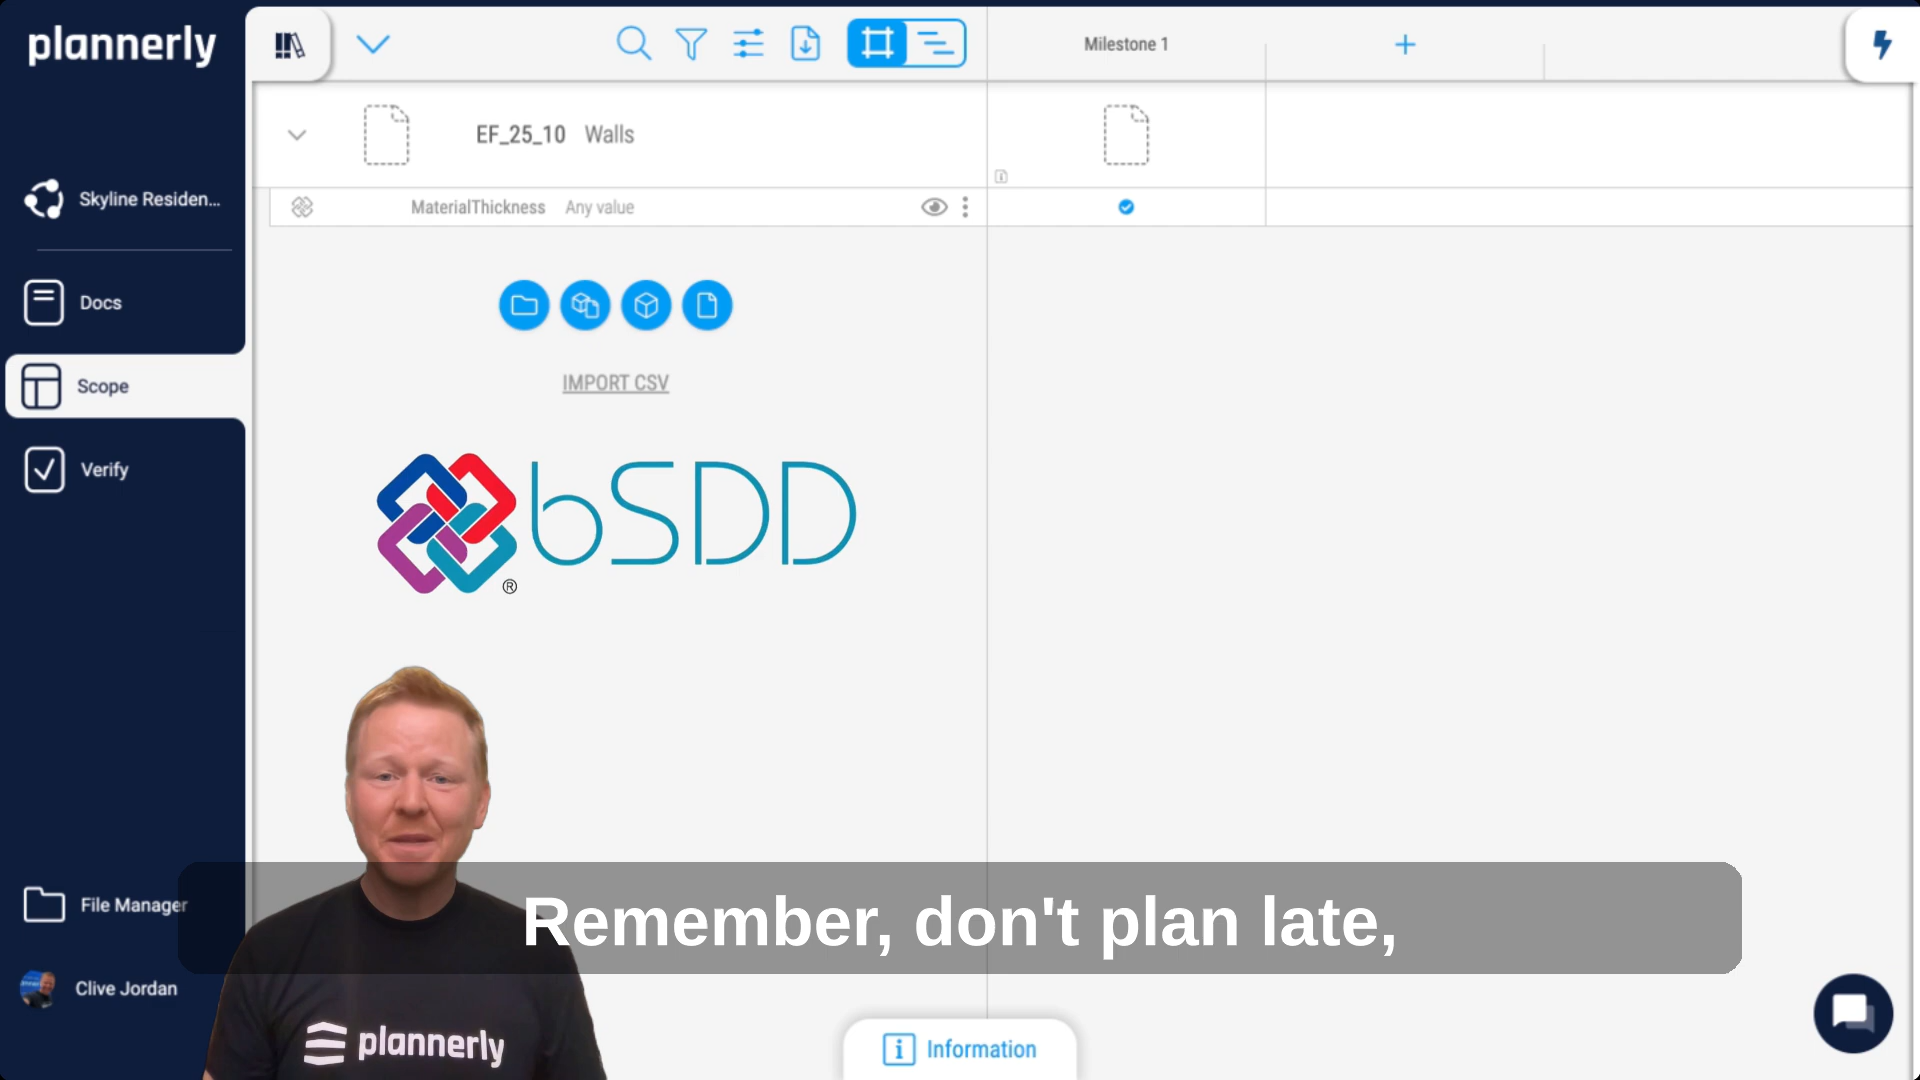 plannerly
Milestone 1
EF_25_10 Walls
Skyline Residen...
MaterialThickness Any value
Docs
IMPORT CSV
Scope
Verify
bSDD
®
File Manager
Remember, don't plan late,
Clive Jordan
plannerly
Information